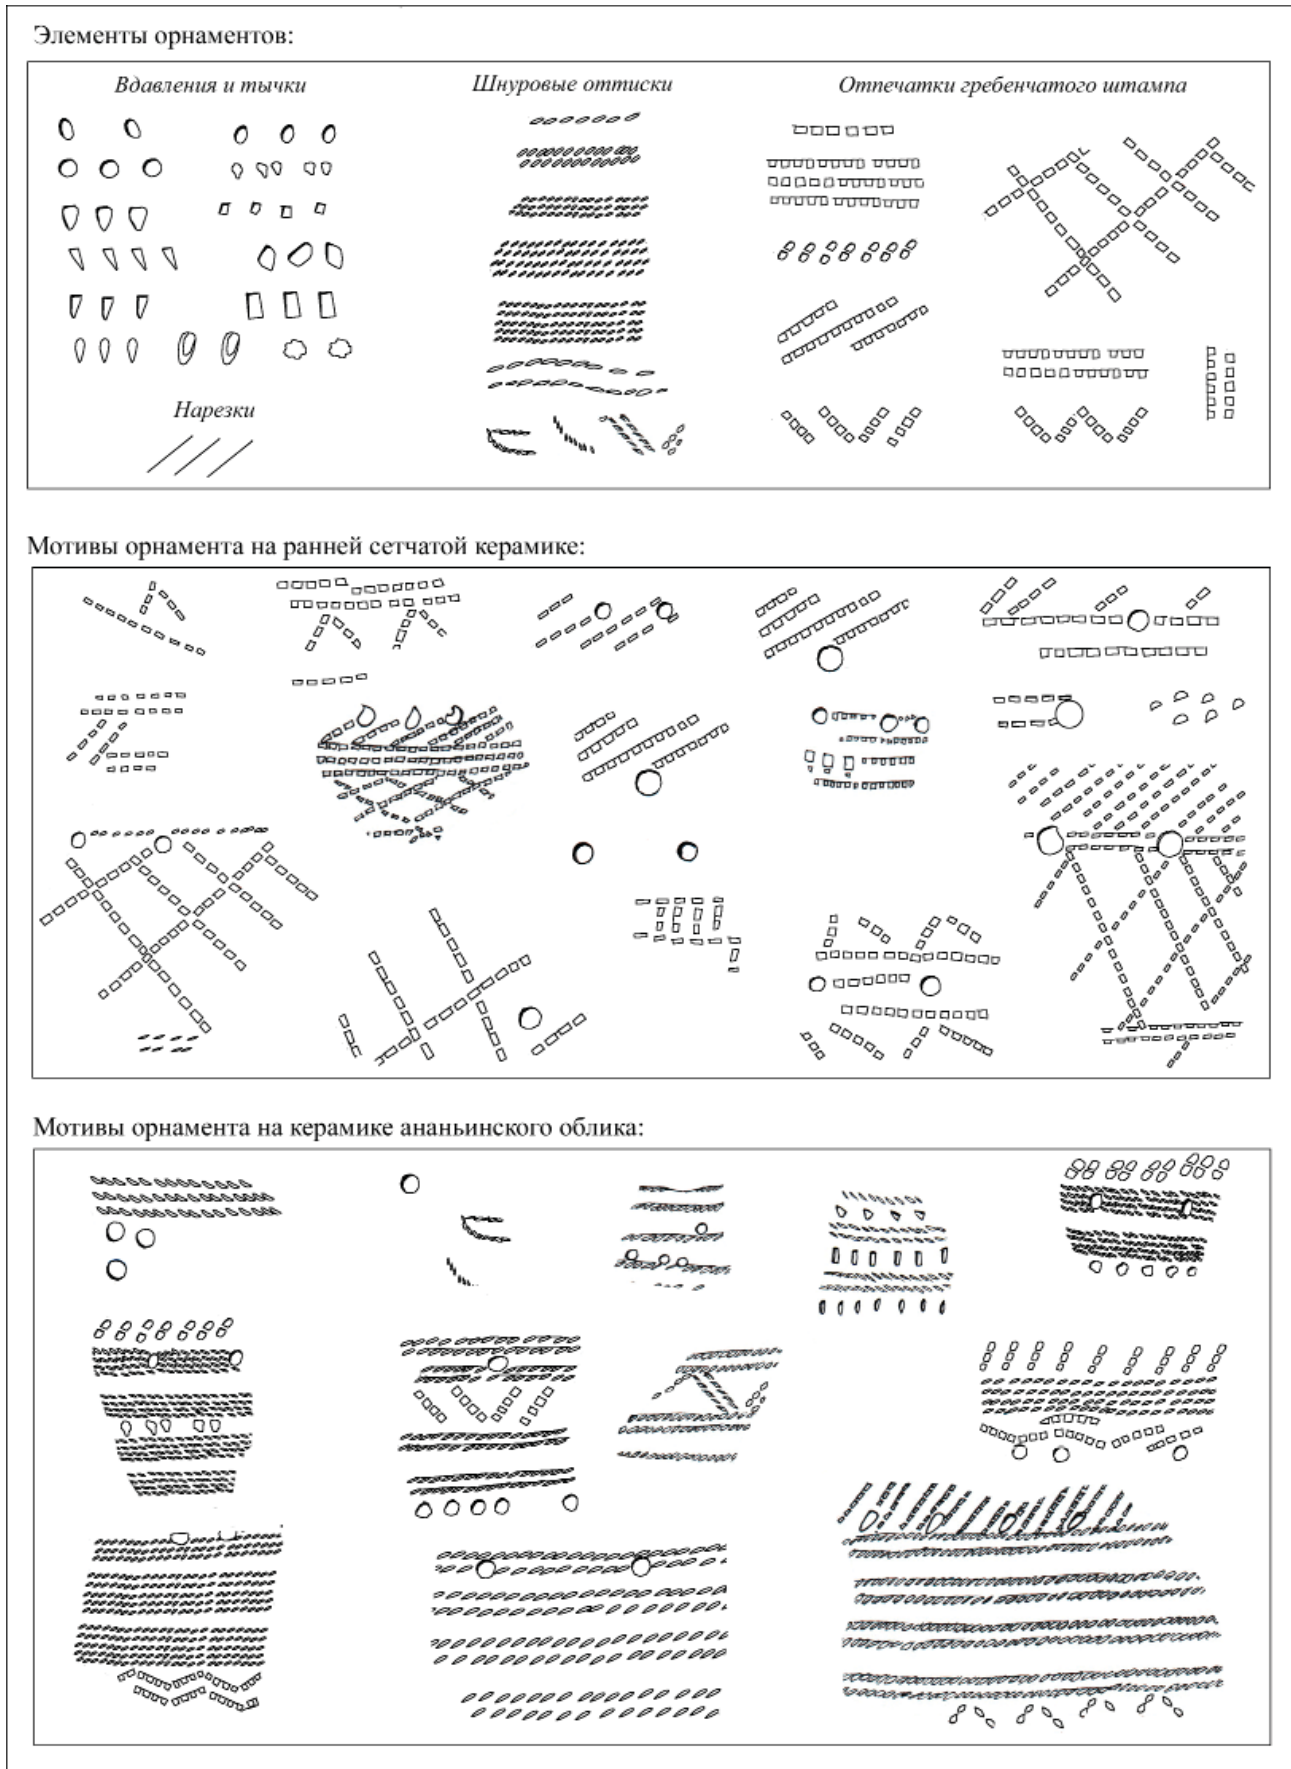 Элементы орнаментов:
Вдавления и тычки
Шнуровые оттиски
Отпечатки гребенчатого штампа
Нарезки
Мотивы орнамента на ранней сетчатой керамике:
Мотивы орнамента на керамике ананьинского облика: